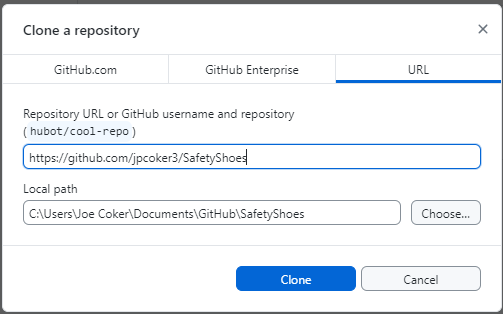 Clone a repository
GitHub.com
GitHub Enterprise
URL
Repository URL or GitHub username and repository
(hubot/cool-repo)
https://github.com/jpcoker3/SafetyShoes
Local path
C:\Users\Joe Coker\Documents\GitHub\SafetyShoes
Choose...
Clone
Cancel